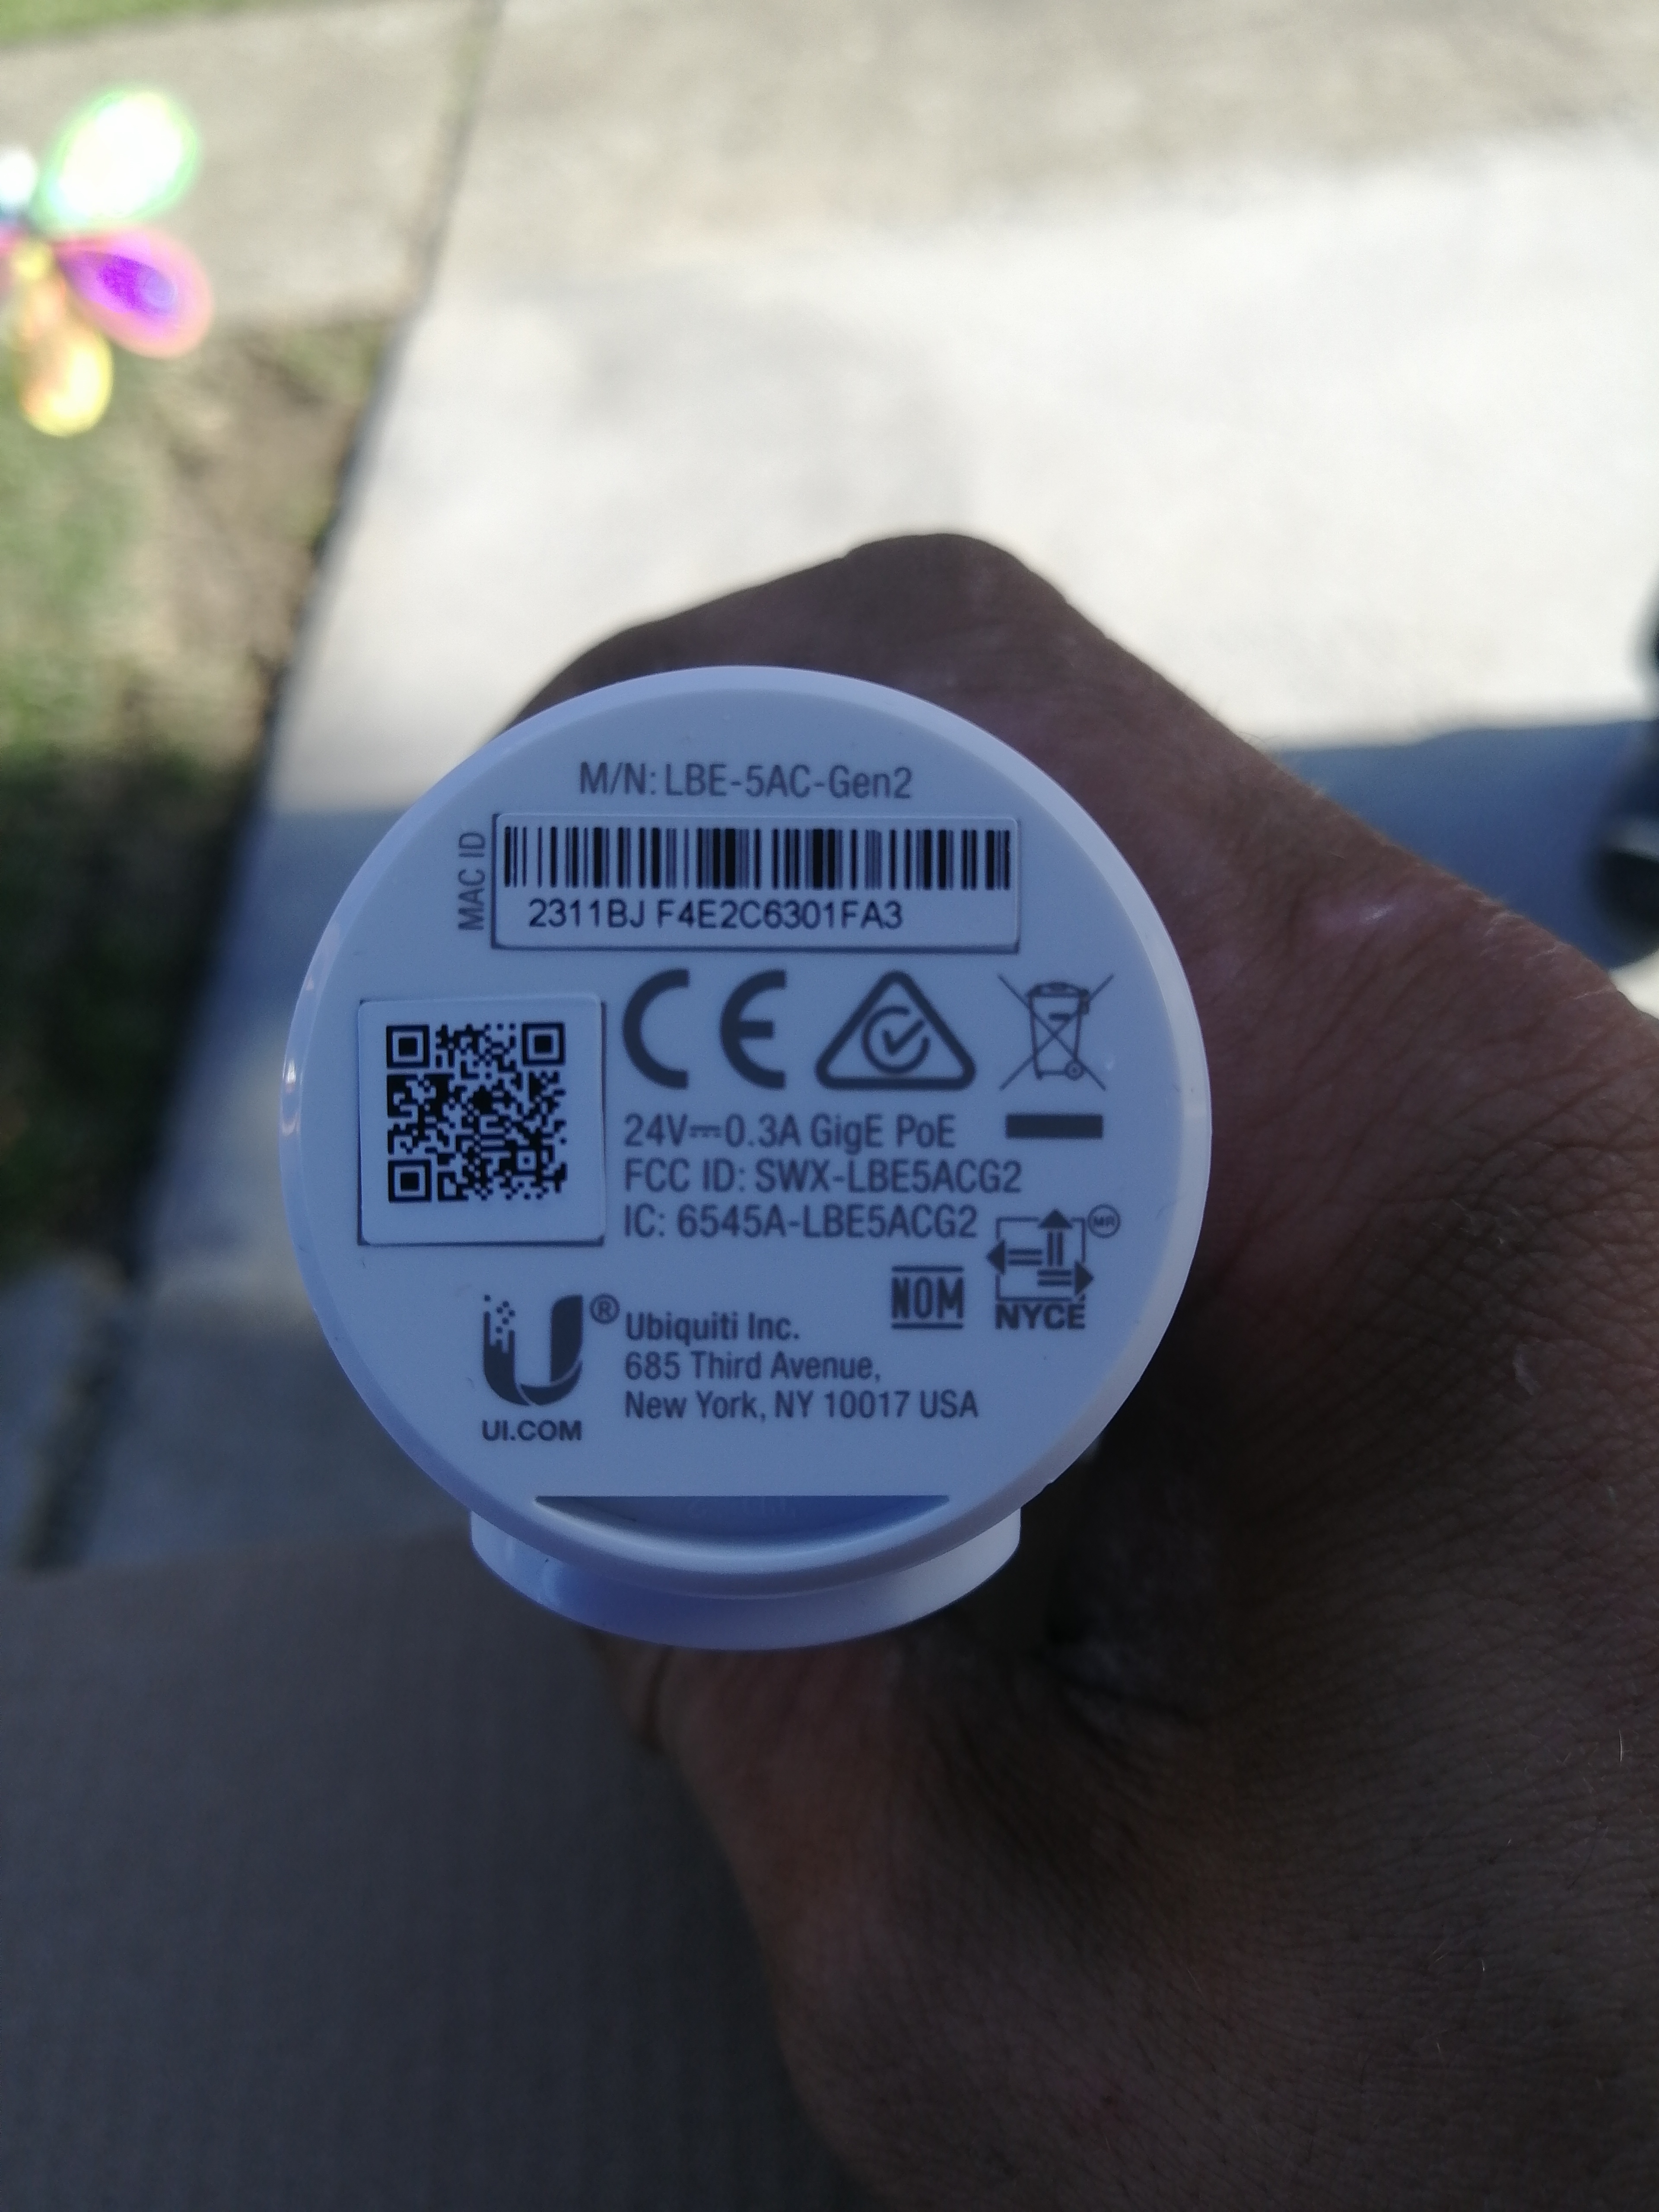 M/N: LBE-5AC-Gen2
MAC ID
2311BJ F4E2C6301FA3
CE
24V⎓0.3A GigE PoE
FCC ID: SWX-LBE5ACG2
IC: 6545A-LBE5ACG2
MR
NOM
NYCE
U®
UI.COM
Ubiquiti Inc.
685 Third Avenue,
New York, NY 10017 USA